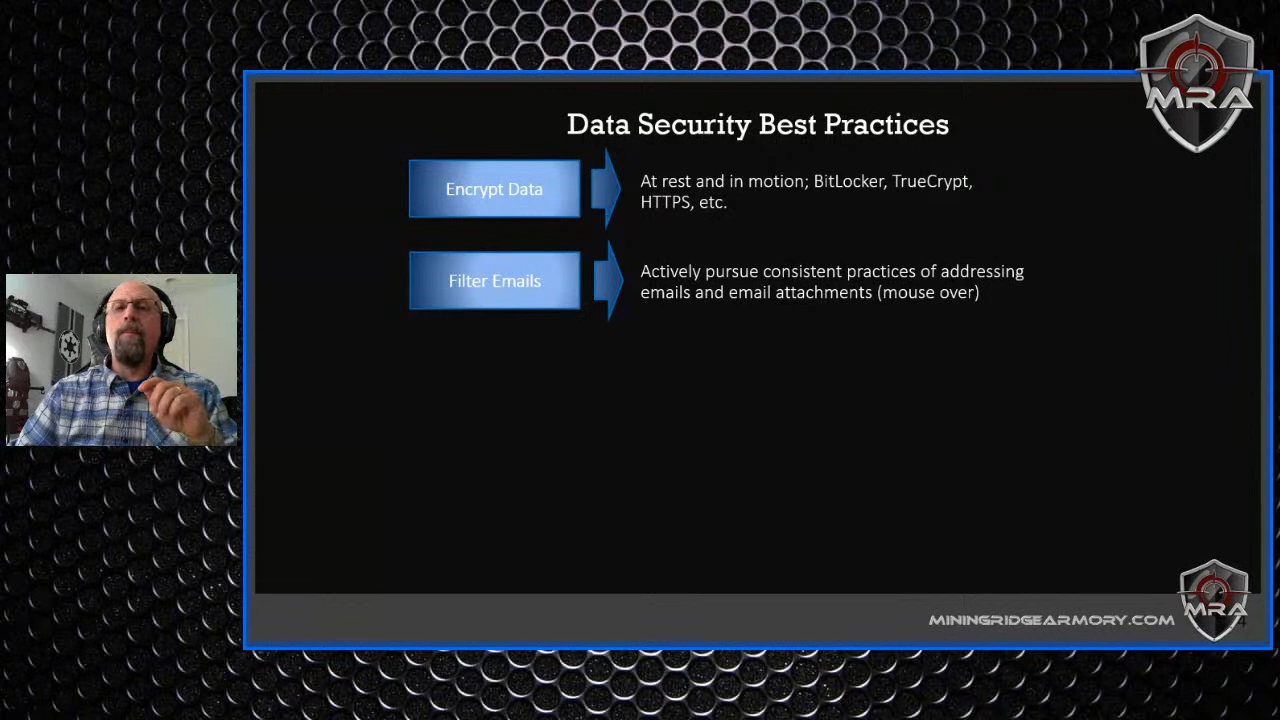 MRA
Data Security Best Practices
Encrypt Data
At rest and in motion; BitLocker, TrueCrypt,
HTTPS, etc.
Filter Emails
Actively pursue consistent practices of addressing
emails and email attachments (mouse over)
MININGRIDGEARMORY.COM
MRA
4